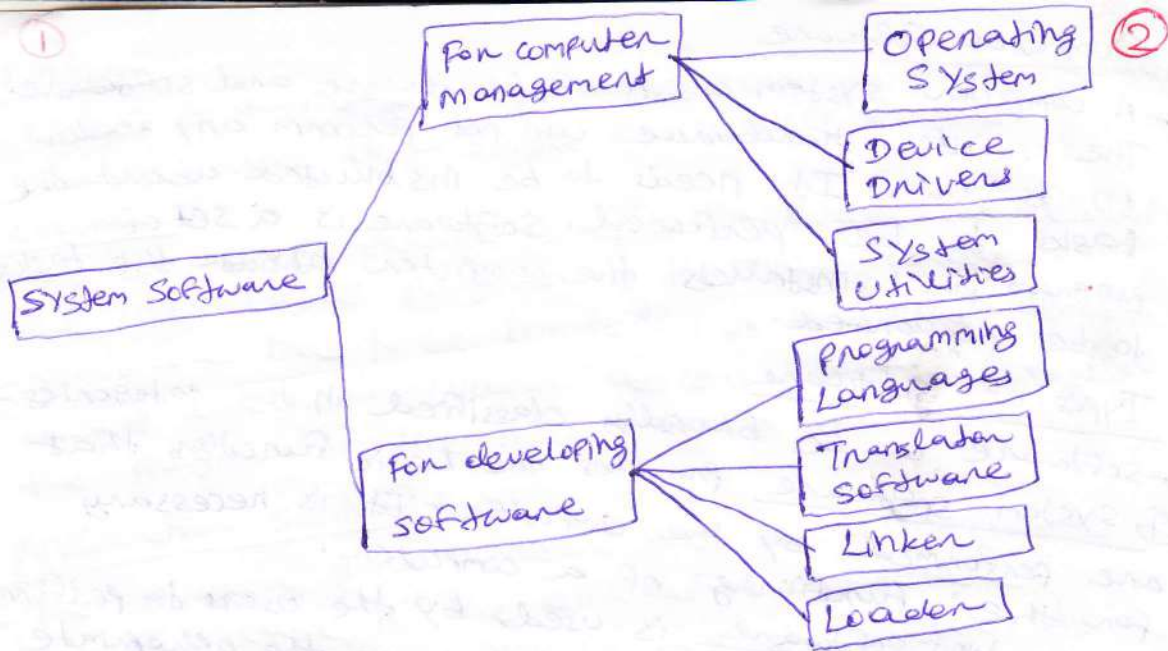 ①
②
For computer
management
Operating
System
Device
Drivers
System
Utilities
System Software
For developing
software
Programming
Languages
Translator
Software
Linker
Loader